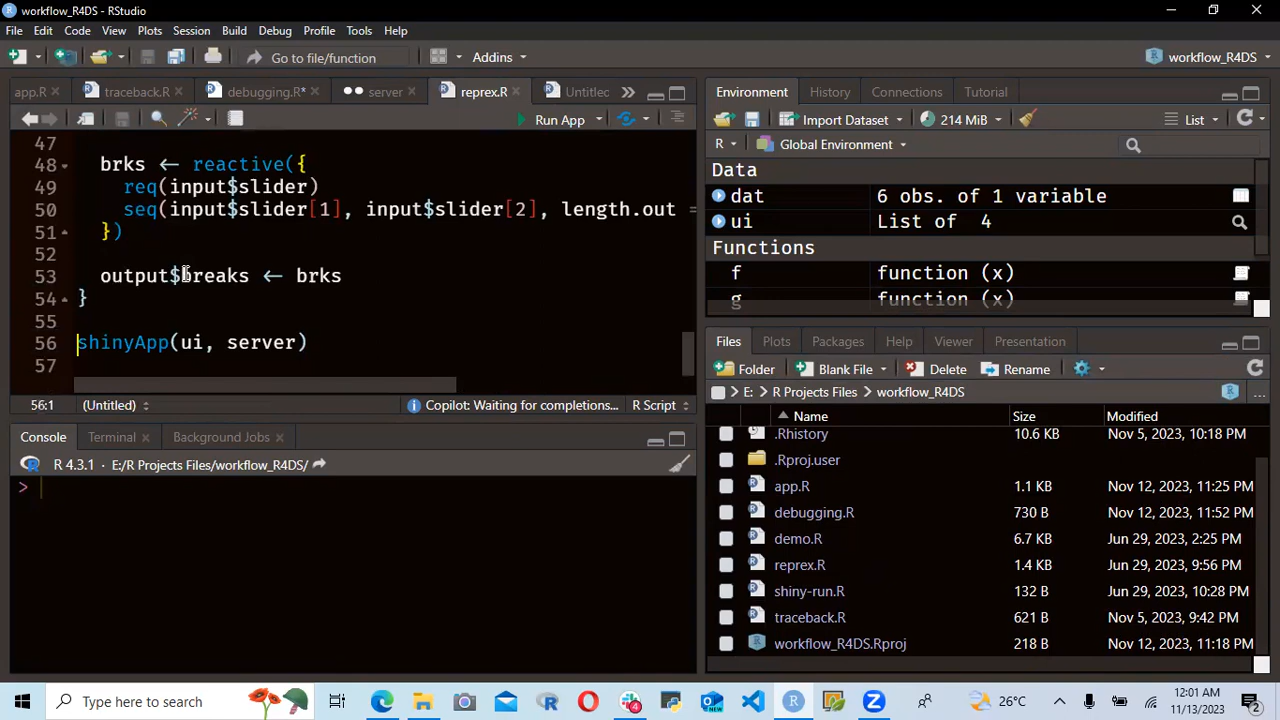 workflow_R4DS - RStudio
File Edit Code View Plots Session Build Debug Profile Tools Help
Go to file/function Addins workflow_R4DS
app.R traceback.R debugging.R* server reprex.R Untitlec
Run App
47
48 brks ← reactive({
49 req(input$slider)
50 seq(input$slider[1], input$slider[2], length.out =
51 })
52
53 output$breaks ← brks
54 }
55
56 shinyApp(ui, server)
57
56:1 (Untitled) Copilot: Waiting for completions... R Script
Console Terminal Background Jobs
R 4.3.1 · E:/R Projects Files/workflow_R4DS/
>
Environment History Connections Tutorial
Import Dataset 214 MiB List
R Global Environment
Data
dat 6 obs. of 1 variable
ui List of 4
Functions
f function (x)
g function (x)
Files Plots Packages Help Viewer Presentation
Folder Blank File Delete Rename
E: R Projects Files workflow_R4DS ...
Name Size Modified
.Rhistory 10.6 KB Nov 5, 2023, 10:18 PM
.Rproj.user
app.R 1.1 KB Nov 12, 2023, 11:25 PM
debugging.R 730 B Nov 12, 2023, 11:52 PM
demo.R 6.7 KB Jun 29, 2023, 2:25 PM
reprex.R 1.4 KB Jun 29, 2023, 9:56 PM
shiny-run.R 132 B Jun 29, 2023, 10:28 PM
traceback.R 621 B Nov 5, 2023, 9:42 PM
workflow_R4DS.Rproj 218 B Nov 12, 2023, 11:18 PM
Type here to search
4
NEW
26°C
12:01 AM
11/13/2023
2